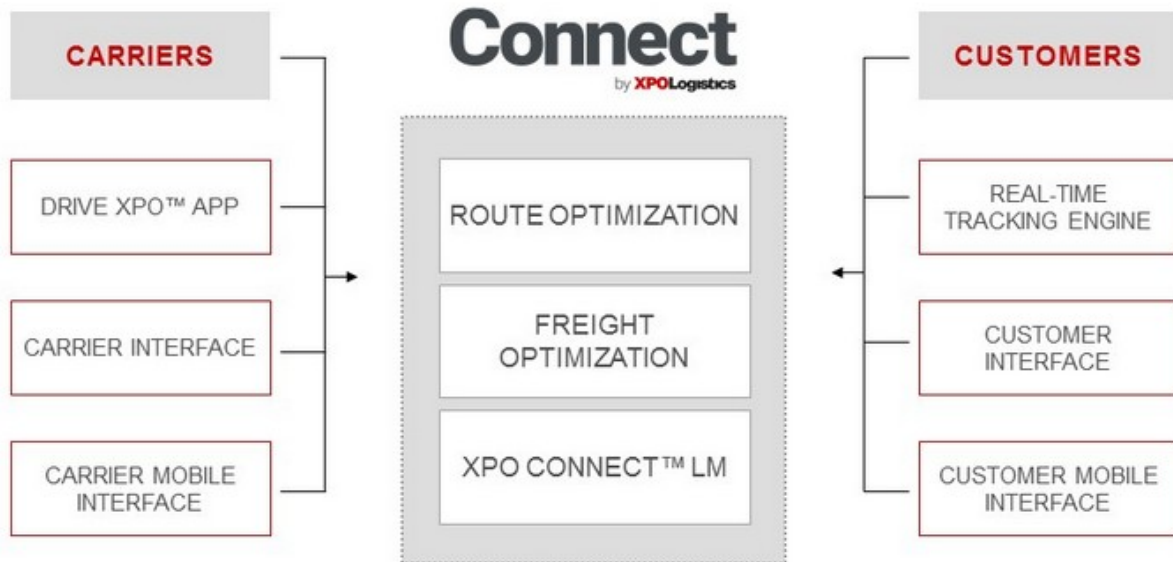 CARRIERS
DRIVE XPO™ APP
CARRIER INTERFACE
CARRIER MOBILE
INTERFACE
Connect
by XPOLogistics
ROUTE OPTIMIZATION
FREIGHT
OPTIMIZATION
XPO CONNECT™ LM
CUSTOMERS
REAL-TIME
TRACKING ENGINE
CUSTOMER
INTERFACE
CUSTOMER MOBILE
INTERFACE